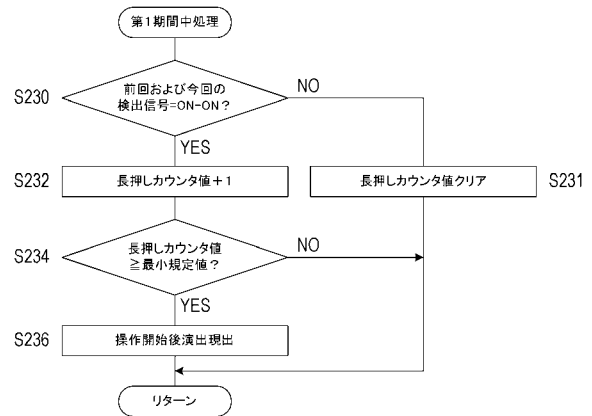 第1期間中処理
S230
前回および今回の
検出信号=ON-ON?
NO
YES
S232
長押しカウンタ値+1
長押しカウンタ値クリア
S231
S234
長押しカウンタ値
≧最小規定値?
NO
YES
S236
操作開始後演出現出
リターン